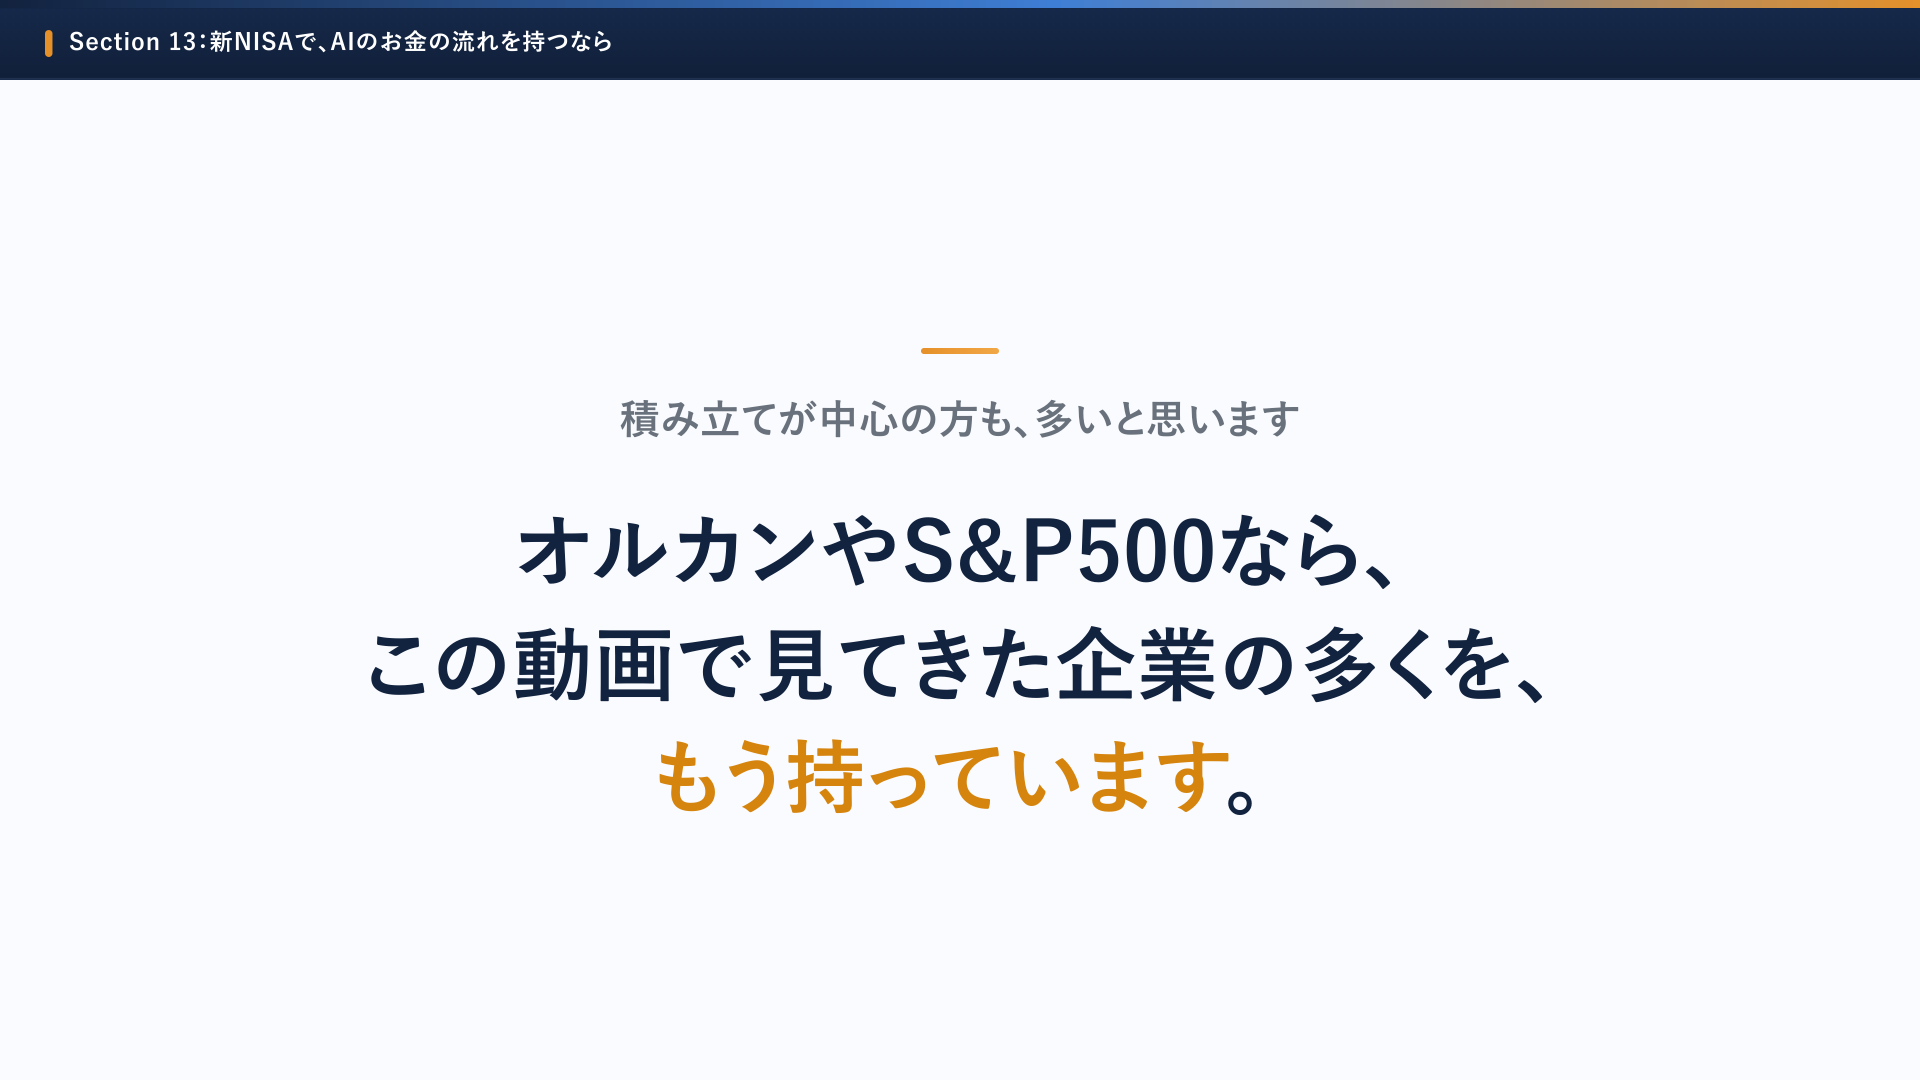 Section 13：新NISAで、AIのお金の流れを持つなら
積み立てが中心の方も、多いと思います
オルカンやS&P500なら、
この動画で見てきた企業の多くを、
もう持っています。